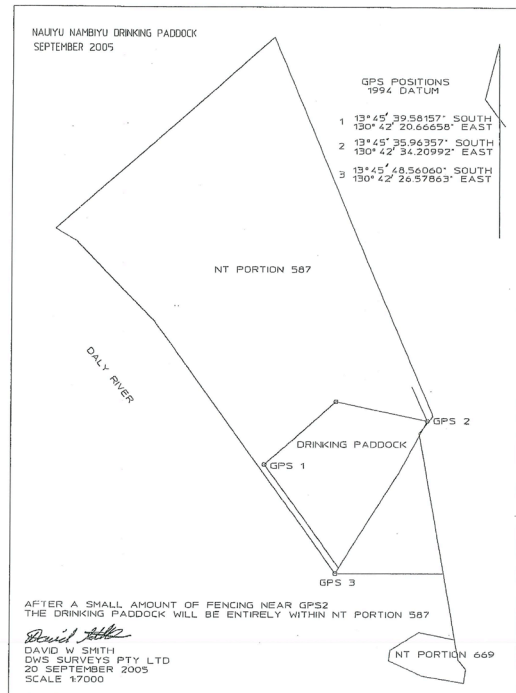 NAUIYU NAMBIYU DRINKING PADDOCK
SEPTEMBER 2005
GPS POSITIONS
1994 DATUM
1 13° 45' 39.58157" SOUTH
130° 42' 20.66658" EAST
2 13° 45' 35.96357" SOUTH
130° 42' 34.20992" EAST
3 13° 45' 48.56060" SOUTH
130° 42' 26.57863" EAST
NT PORTION 587
DALY RIVER
GPS 2
DRINKING PADDOCK
GPS 1
GPS 3
AFTER A SMALL AMOUNT OF FENCING NEAR GPS2
THE DRINKING PADDOCK WILL BE ENTIRELY WITHIN NT PORTION 587
David
DAVID W SMITH
DWS SURVEYS PTY LTD
20 SEPTEMBER 2005
SCALE 1:7000
NT PORTION 669